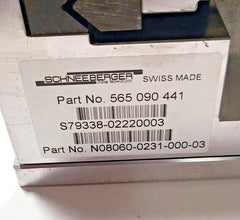 SCHNEEBERGER
SWISS MADE
Part No. 565 090 441
S79338-02220003
Part No. N08060-0231-000-03